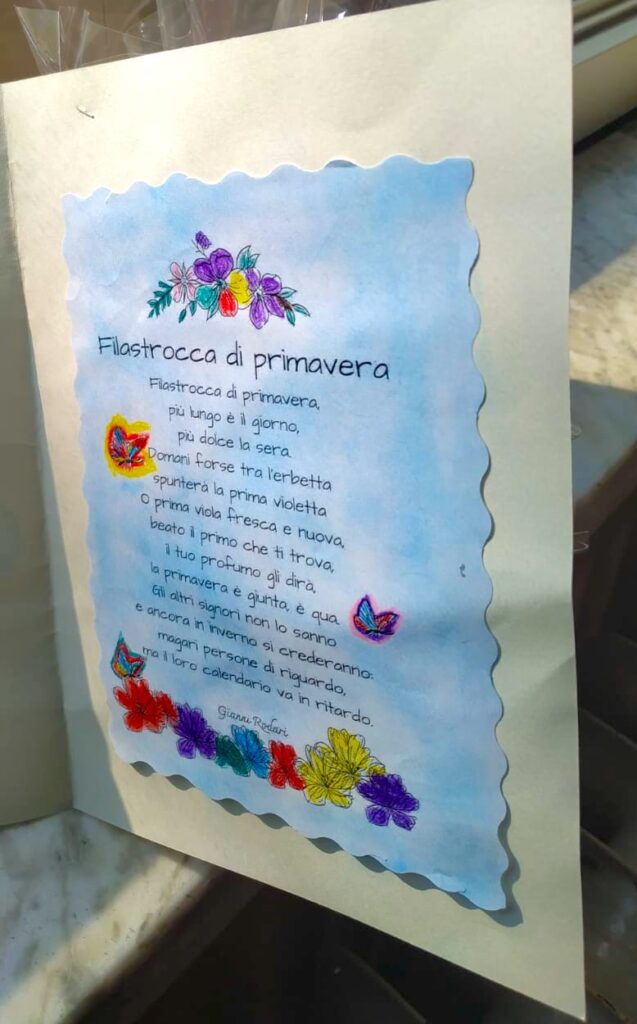 Filastrocca di primavera
Filastrocca di primavera,
più lungo è il giorno,
più dolce la sera.
Domani forse tra l'erbetta
spunterà la prima violetta
O prima viola fresca e nuova,
beato il primo che ti trova,
il tuo profumo gli dirà,
la primavera è giunta, è qua.
Gli altri signori non lo sanno
e ancora in inverno si crederanno:
magari persone di riguardo,
ma il loro calendario va in ritardo.
Gianni Rodari